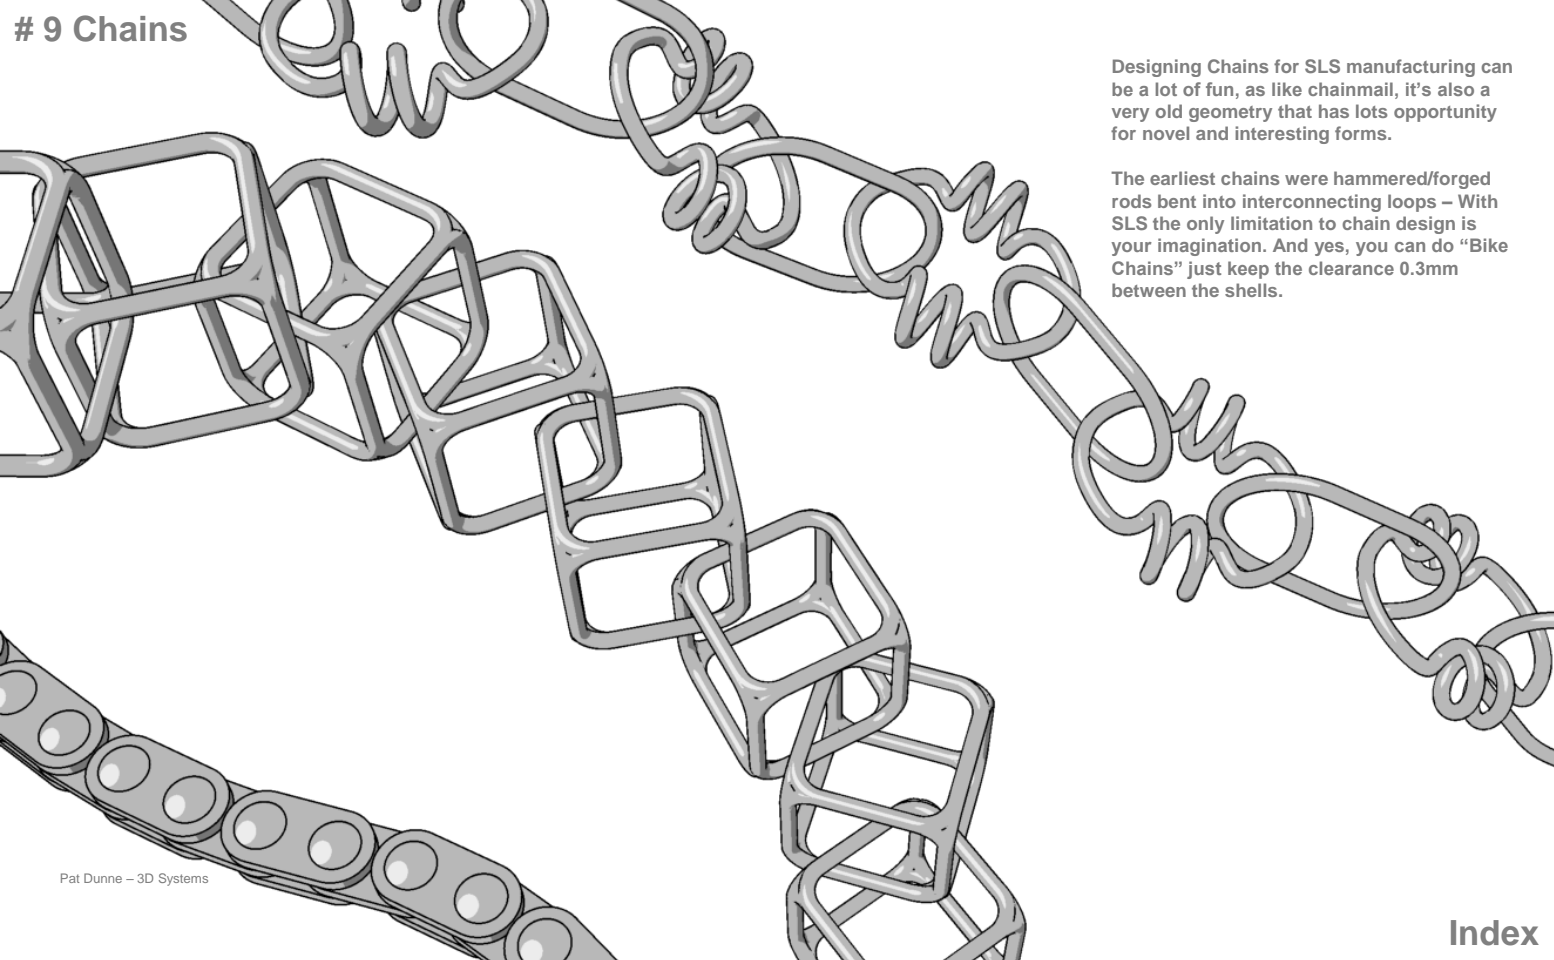 # 9 Chains
Designing Chains for SLS manufacturing can
be a lot of fun, as like chainmail, it’s also a
very old geometry that has lots opportunity
for novel and interesting forms.
The earliest chains were hammered/forged
rods bent into interconnecting loops – With
SLS the only limitation to chain design is
your imagination. And yes, you can do “Bike
Chains” just keep the clearance 0.3mm
between the shells.
Pat Dunne – 3D Systems
Index